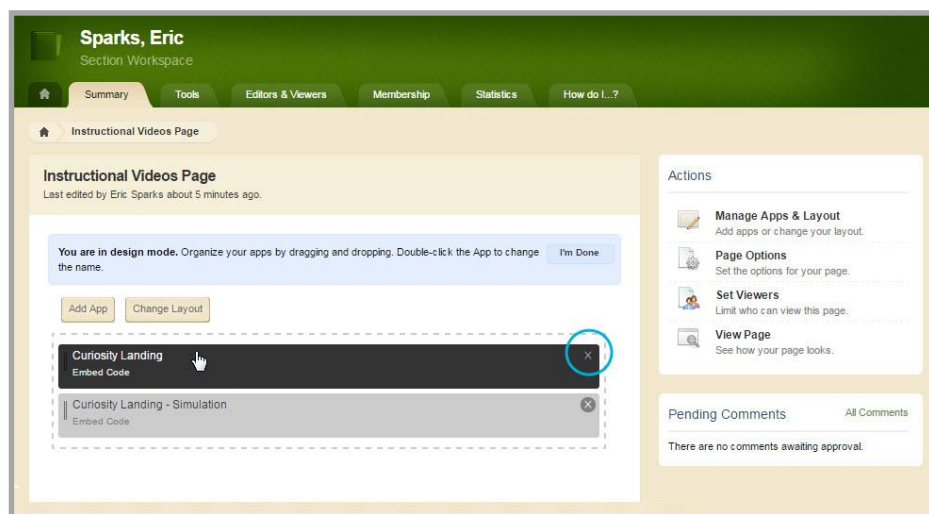 Sparks, Eric
Section Workspace
Summary
Tools
Editors & Viewers
Membership
Statistics
How do I...?
Instructional Videos Page
Instructional Videos Page
Last edited by Eric Sparks about 5 minutes ago.
You are in design mode. Organize your apps by dragging and dropping. Double-click the App to change
the name.
I'm Done
Add App
Change Layout
Curiosity Landing
Embed Code
X
Curiosity Landing - Simulation
Embed Code
X
Actions
Manage Apps & Layout
Add apps or change your layout.
Page Options
Set the options for your page.
Set Viewers
Limit who can view this page.
View Page
See how your page looks.
Pending Comments
All Comments
There are no comments awaiting approval.